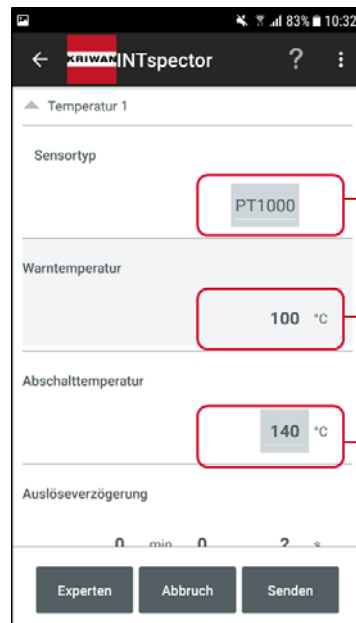 83% 10:32
KRIWAN INTspector ?
Temperatur 1
Sensortyp
PT1000
Warntemperatur
100 °C
Abschalttemperatur
140 °C
Auslöseverzögerung
0 min 0 2 s
Experten Abbruch Senden